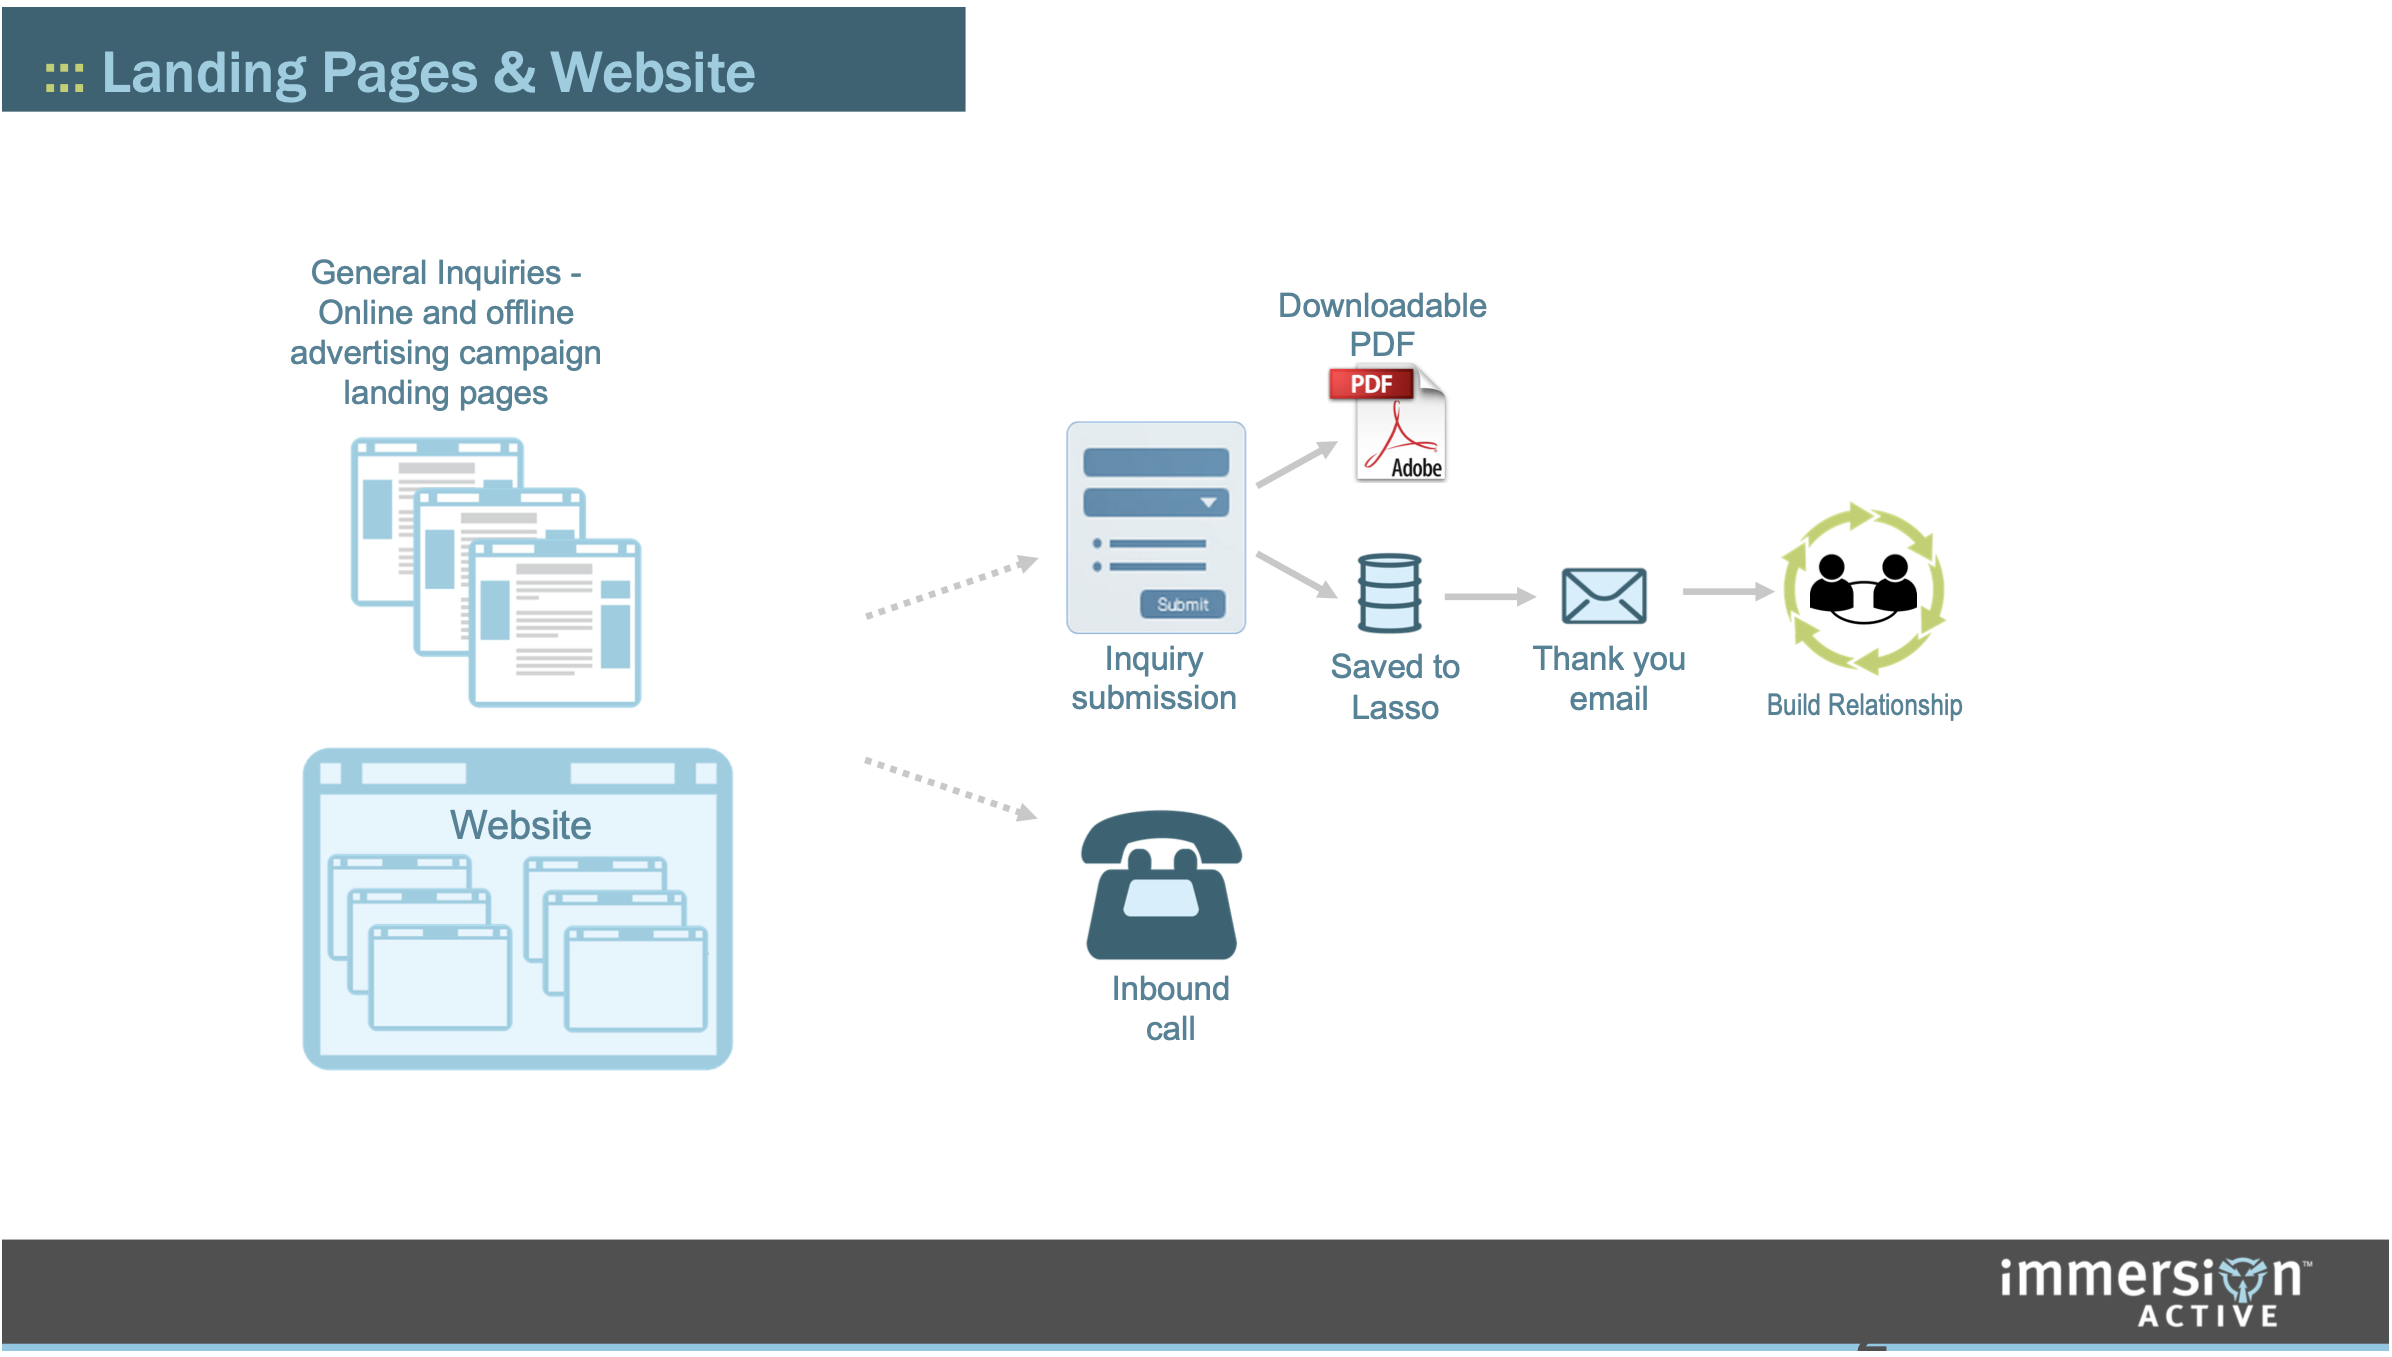 ::: Landing Pages & Website
General Inquiries -
Online and offline
advertising campaign
landing pages
Website
Submit
Inquiry
submission
Downloadable
PDF
PDF
Adobe
Saved to
Lasso
Thank you
email
Build Relationship
Inbound
call
immersion™
ACTIVE